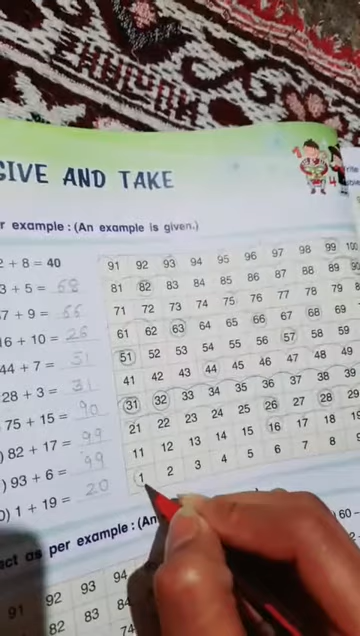 GIVE AND TAKE
r example : (An example is given.)
2 + 8 = 40
3 + 5 = 68
7 + 9 = 66
16 + 10 = 26
44 + 7 = 51
28 + 3 = 31
75 + 15 = 90
) 82 + 17 = 99
) 93 + 6 = 99
0) 1 + 19 = 20
91 92 93 94 95 96 97 98 99 100
81 82 83 84 85 86 87 88 89 90
71 72 73 74 75 76 77 78 79 8
61 62 63 64 65 66 67 68 69
51 52 53 54 55 56 57 58 59
41 42 43 44 45 46 47 48 49
31 32 33 34 35 36 37 38 39
21 22 23 24 25 26 27 28 29
11 12 13 14 15 16 17 18 19
1 2 3 4 5 6 7 8 9
ect as per example : (An
) 60 -
91 92 93 94
82 83 84
74